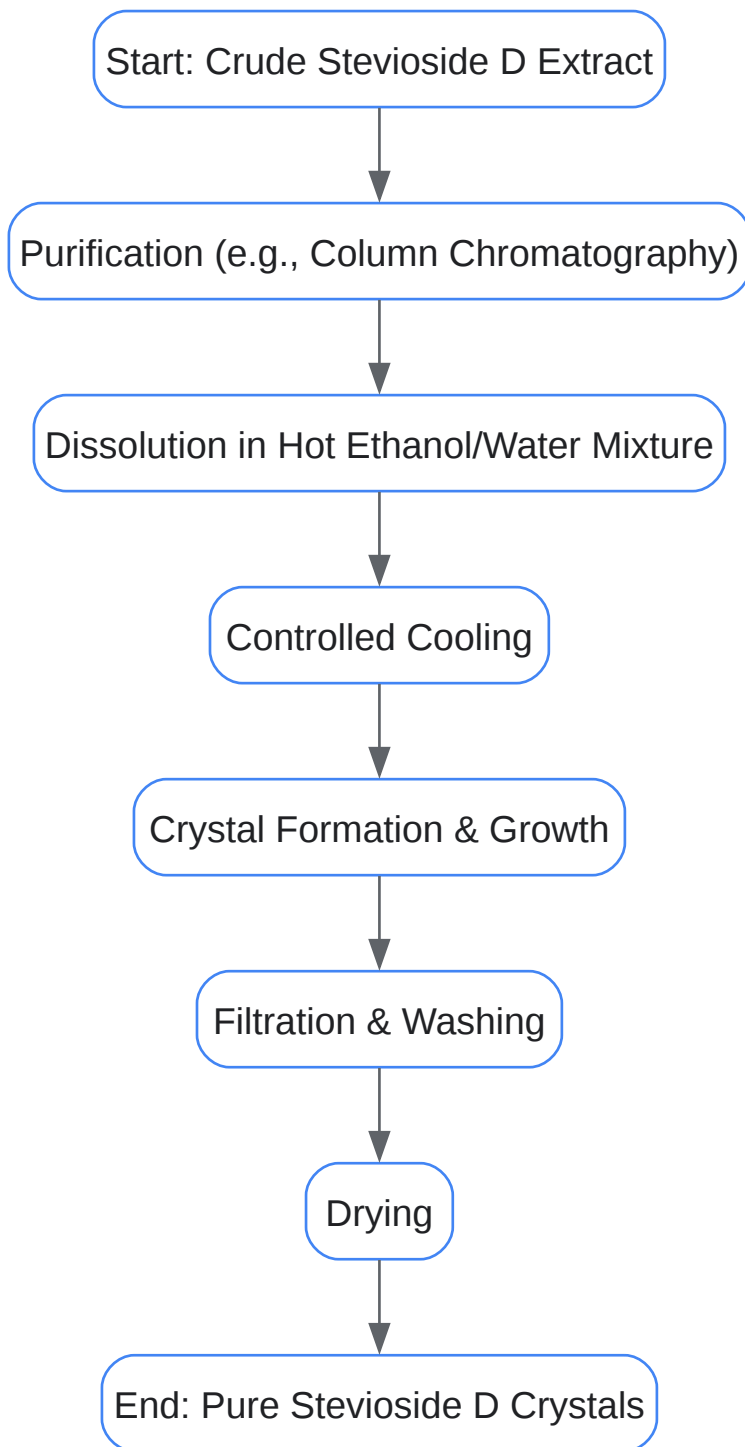 Start: Crude Stevioside D Extract
Purification (e.g., Column Chromatography)
Dissolution in Hot Ethanol/Water Mixture
Controlled Cooling
Crystal Formation & Growth
Filtration & Washing
Drying
End: Pure Stevioside D Crystals